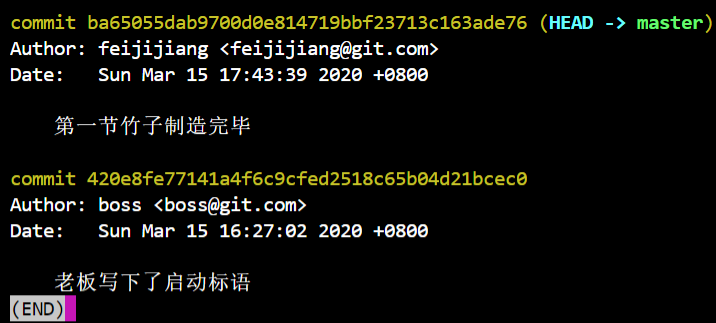 commit ba65055dab9700d0e814719bbf23713c163ade76 (HEAD -> master)
Author: feijijiang <feijijiang@git.com>
Date:   Sun Mar 15 17:43:39 2020 +0800
第一节竹子制造完毕
commit 420e8fe77141a4f6c9cfed2518c65b04d21bcec0
Author: boss <boss@git.com>
Date:   Sun Mar 15 16:27:02 2020 +0800
老板写下了启动标语
(END)